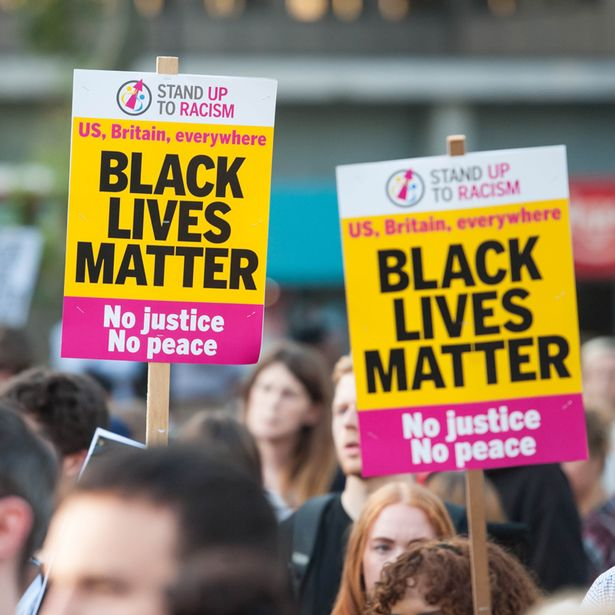 STAND UP
TO RACISM
US, Britain, everywhere
BLACK
LIVES
MATTER
No justice
No peace
STAND UP
TO RACISM
US, Britain, everywhere
BLACK
LIVES
MATTER
No justice
No peace